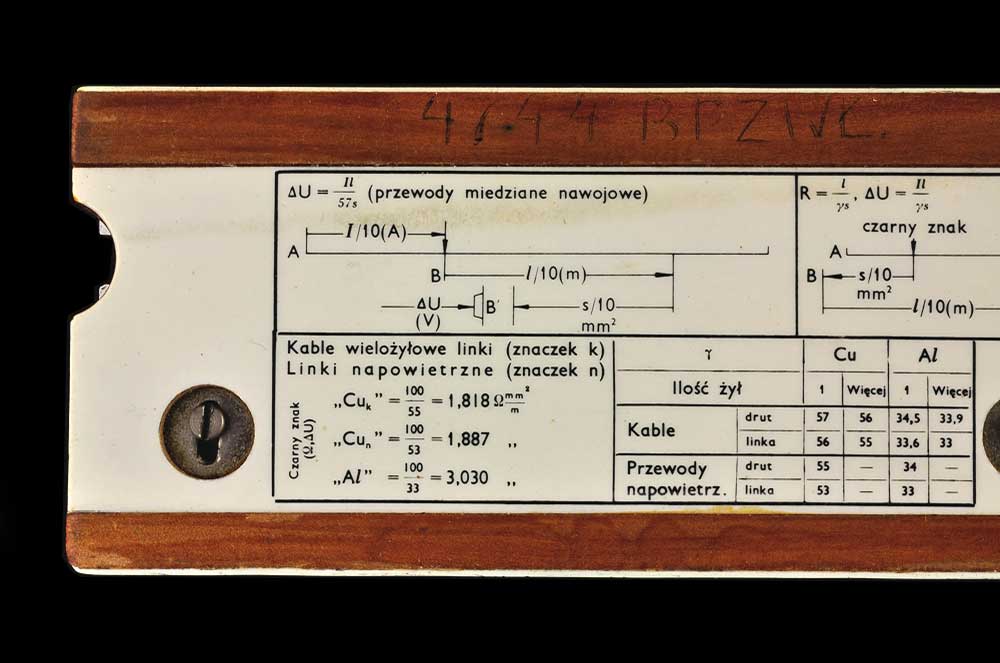 ΔU = Il/57s (przewody miedziane nawojowe)
I/10(A)
A
B l/10(m)
ΔU B' s/10
(V) mm²
R = l/γs, ΔU = Il/γs
czarny znak
A
B s/10
mm²
l/10(m)
Kable wielożyłowe linki (znaczek k)
Linki napowietrzne (znaczek n)
Czarny znak
(Ω,ΔU)
„Cuk” = 100/55 = 1,818 Ω mm²/m
„Cun” = 100/53 = 1,887 „
„Al” = 100/33 = 3,030 „
γ Cu Al
Ilość żył 1 Więcej 1 Więcej
Kable drut 57 56 34,5 33,9
linka 56 55 33,6 33
Przewody napowietrz. drut 55 — 34 —
linka 53 — 33 —